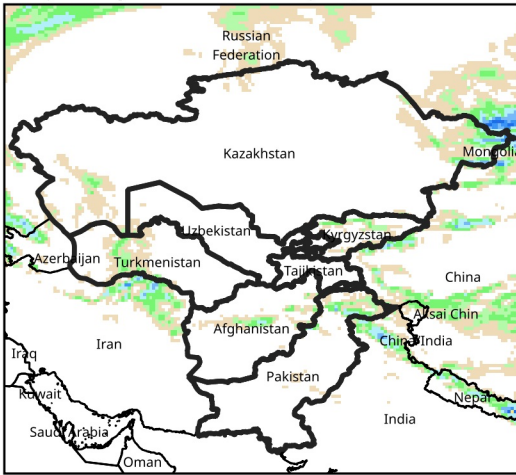 Russian
Federation
Kazakhstan
Mongolia
Uzbekistan
Kyrgyzstan
Azerbaijan
Turkmenistan
Tajikistan
China
Aksai Chin
Afghanistan
China/India
Iran
Iraq
Pakistan
Kuwait
Nepal
India
Saudi Arabia
Oman